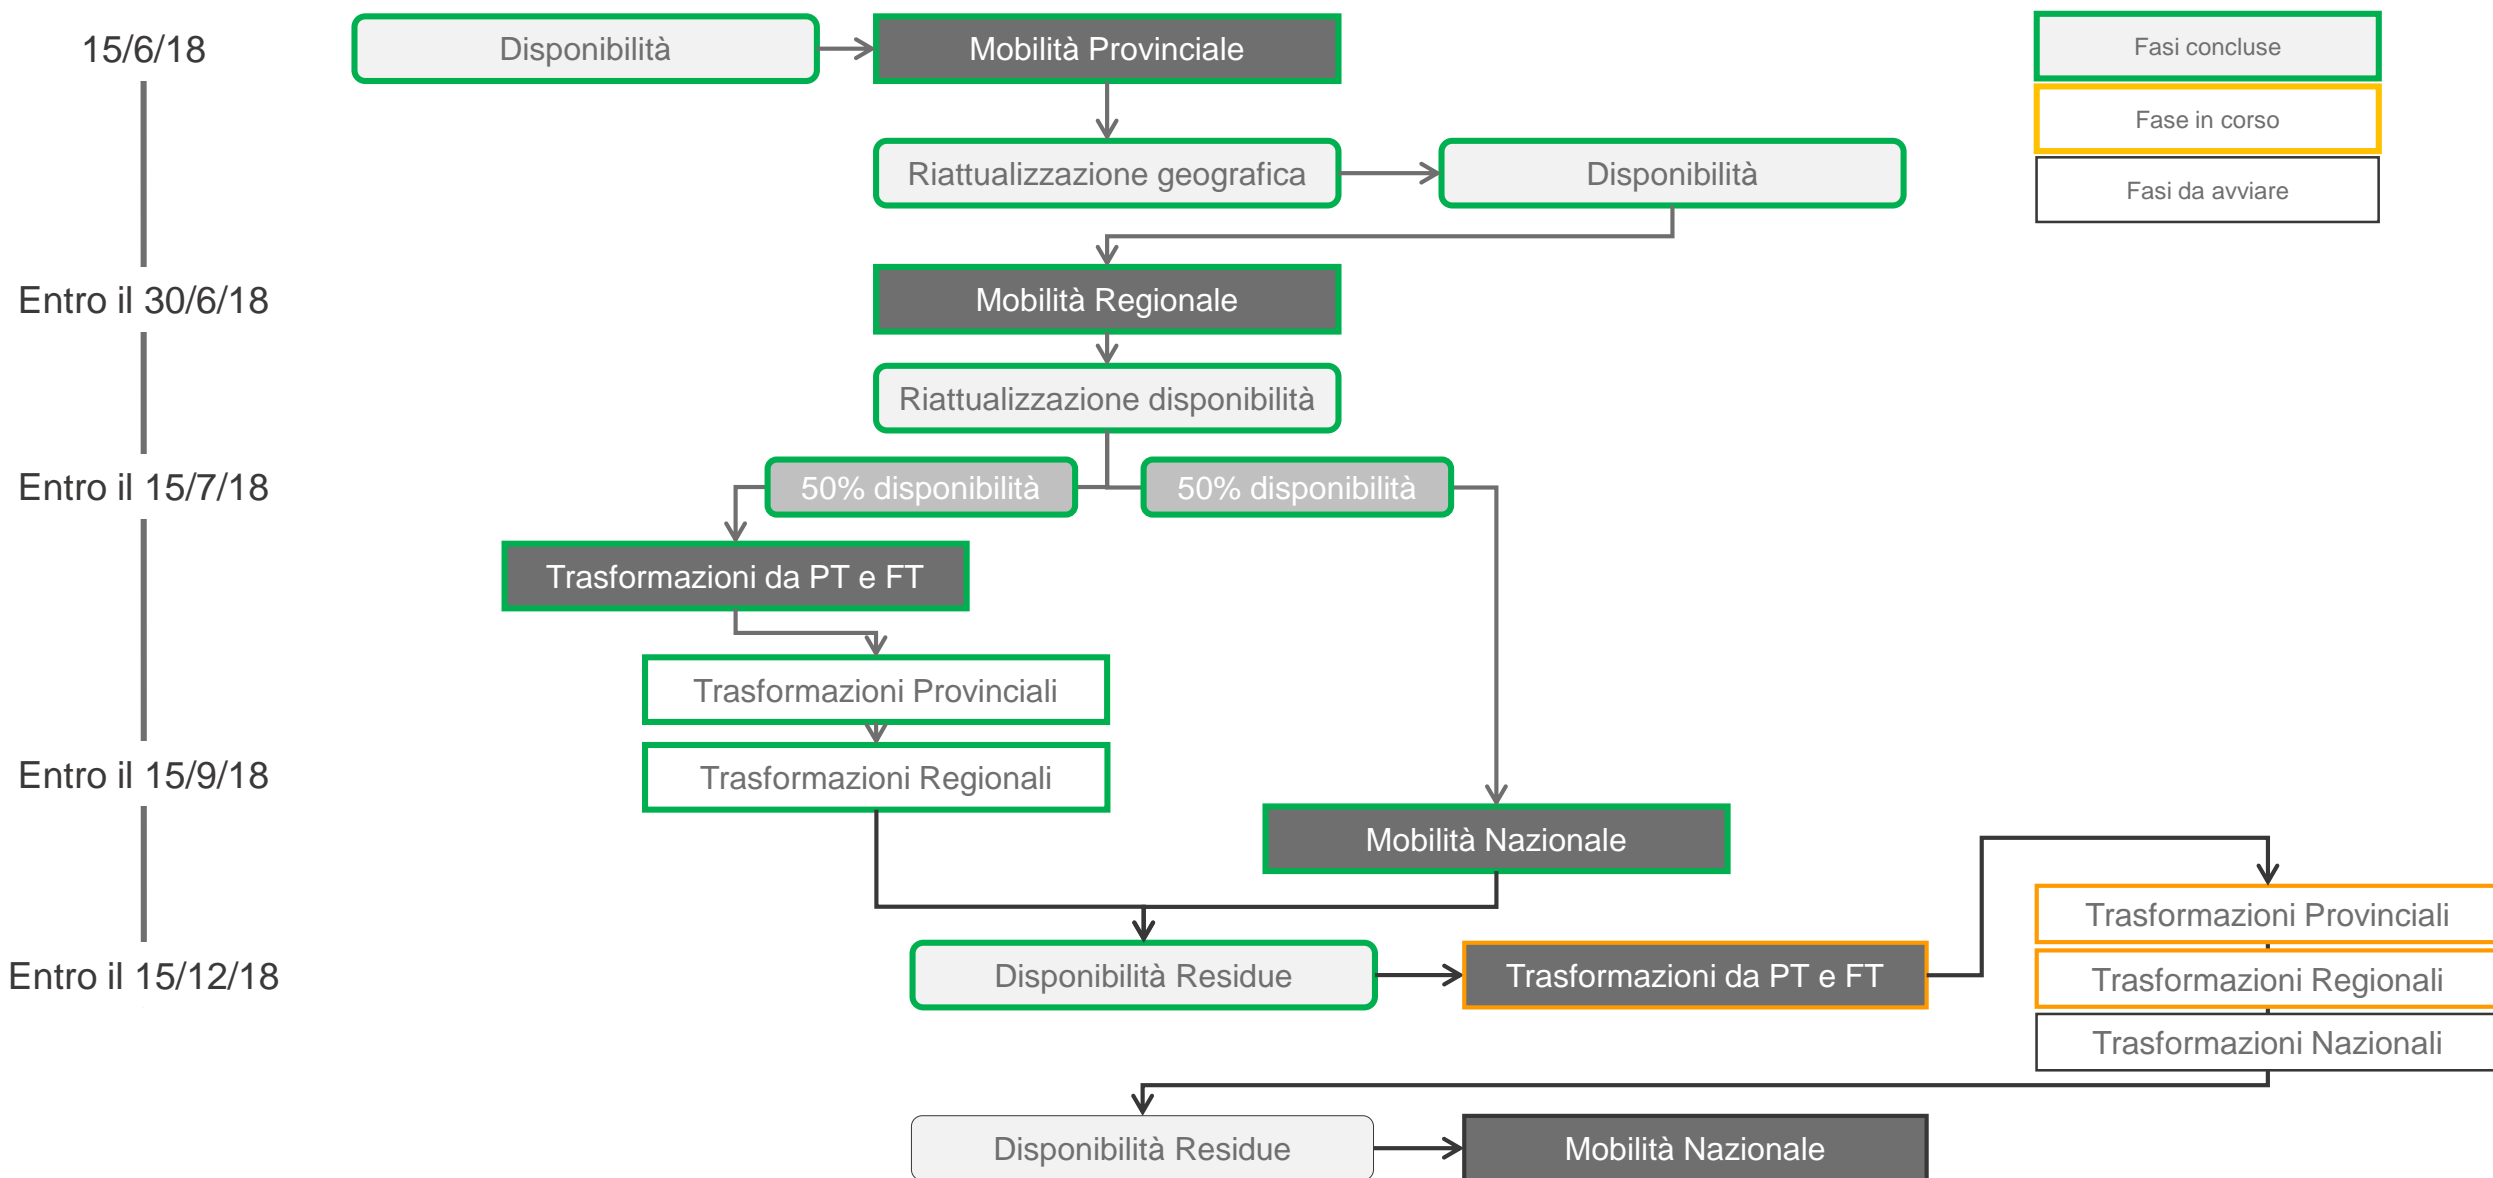 15/6/18
Disponibilità
Mobilità Provinciale
Fasi concluse
Fase in corso
Fasi da avviare
Riattualizzazione geografica
Disponibilità
Entro il 30/6/18
Mobilità Regionale
Riattualizzazione disponibilità
Entro il 15/7/18
50% disponibilità
50% disponibilità
Trasformazioni da PT e FT
Trasformazioni Provinciali
Entro il 15/9/18
Trasformazioni Regionali
Mobilità Nazionale
Entro il 15/12/18
Disponibilità Residue
Trasformazioni da PT e FT
Trasformazioni Provinciali
Trasformazioni Regionali
Trasformazioni Nazionali
Disponibilità Residue
Mobilità Nazionale